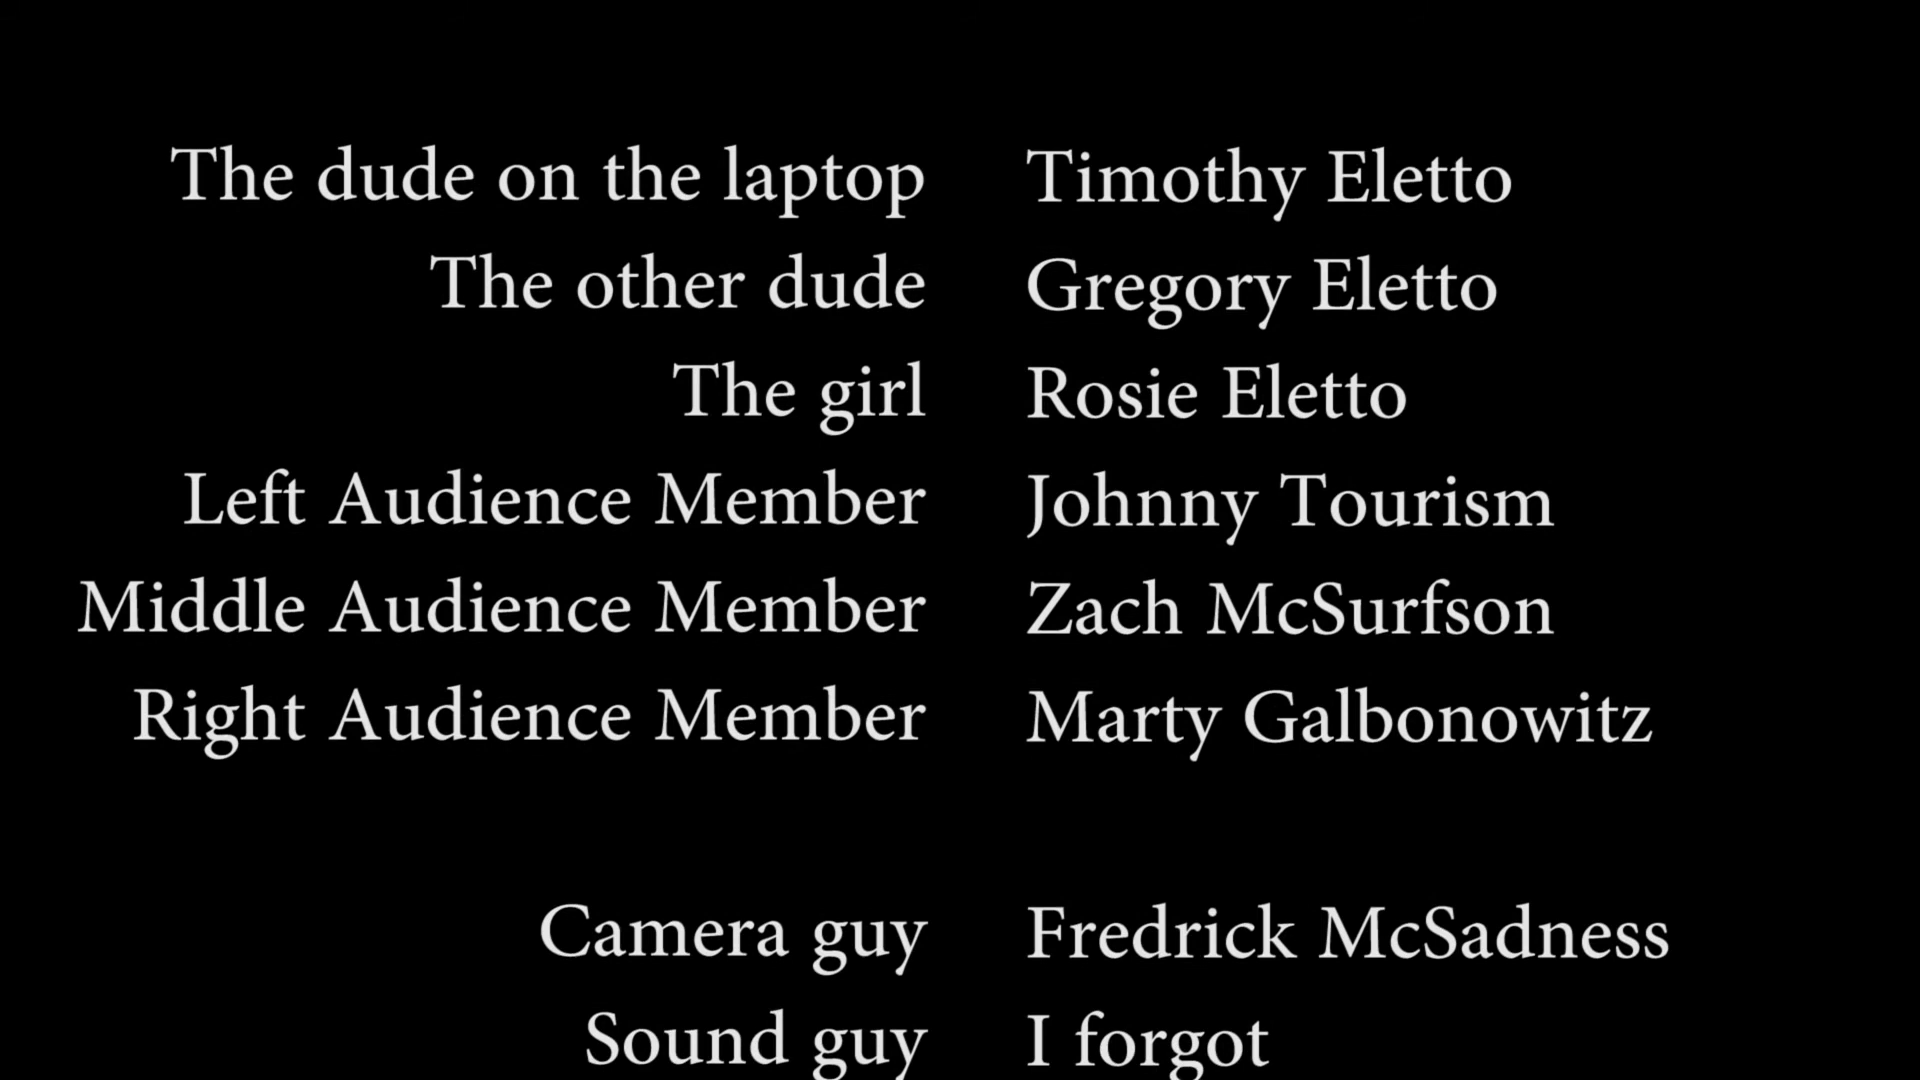 The dude on the laptop Timothy Eletto
The other dude Gregory Eletto
The girl Rosie Eletto
Left Audience Member Johnny Tourism
Middle Audience Member Zach McSurfson
Right Audience Member Marty Galbonowitz
Camera guy Fredrick McSadness
Sound guy I forgot